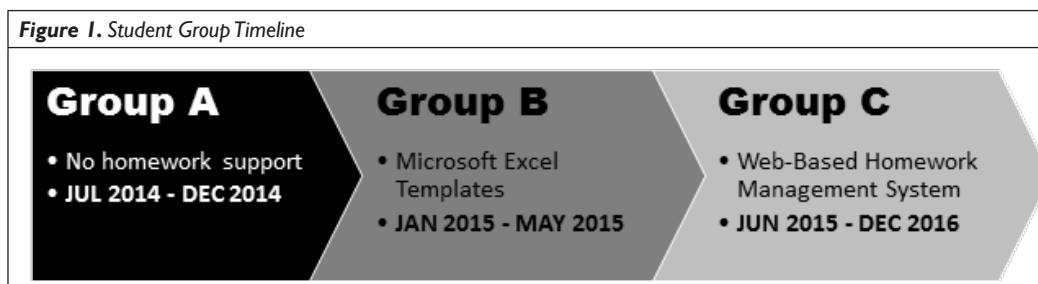 Figure 1. Student Group Timeline
Group A
• No homework support
• JUL 2014 - DEC 2014
Group B
• Microsoft Excel
Templates
• JAN 2015 - MAY 2015
Group C
• Web-Based Homework
Management System
• JUN 2015 - DEC 2016